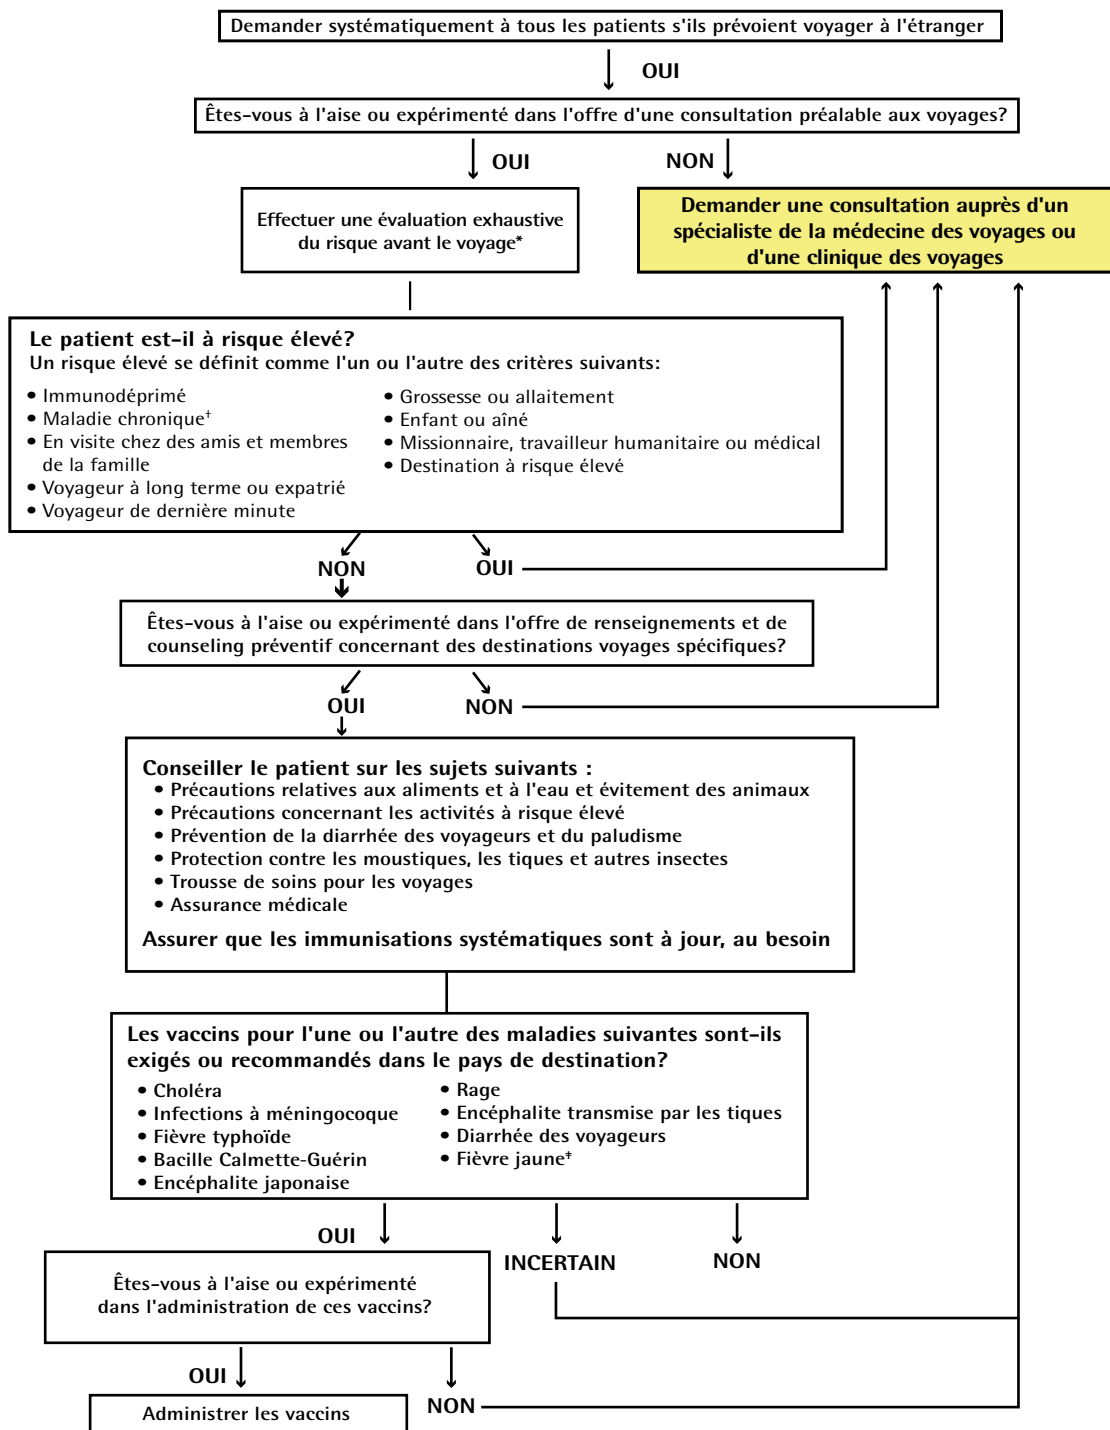 Demander systématiquement à tous les patients s'ils prévoient voyager à l'étranger
OUI
Êtes-vous à l'aise ou expérimenté dans l'offre d'une consultation préalable aux voyages?
OUI
NON
Effectuer une évaluation exhaustive
du risque avant le voyage*
Demander une consultation auprès d'un
spécialiste de la médecine des voyages ou
d'une clinique des voyages
Le patient est-il à risque élevé?
Un risque élevé se définit comme l'un ou l'autre des critères suivants:
• Immunodéprimé
• Maladie chronique†
• En visite chez des amis et membres
de la famille
• Voyageur à long terme ou expatrié
• Voyageur de dernière minute
• Grossesse ou allaitement
• Enfant ou aîné
• Missionnaire, travailleur humanitaire ou médical
• Destination à risque élevé
NON
OUI
Êtes-vous à l'aise ou expérimenté dans l'offre de renseignements et de
counseling préventif concernant des destinations voyages spécifiques?
OUI
NON
Conseiller le patient sur les sujets suivants :
• Précautions relatives aux aliments et à l'eau et évitement des animaux
• Précautions concernant les activités à risque élevé
• Prévention de la diarrhée des voyageurs et du paludisme
• Protection contre les moustiques, les tiques et autres insectes
• Trousse de soins pour les voyages
• Assurance médicale
Assurer que les immunisations systématiques sont à jour, au besoin
Les vaccins pour l'une ou l'autre des maladies suivantes sont-ils
exigés ou recommandés dans le pays de destination?
• Choléra
• Infections à méningocoque
• Fièvre typhoïde
• Bacille Calmette-Guérin
• Encéphalite japonaise
• Rage
• Encéphalite transmise par les tiques
• Diarrhée des voyageurs
• Fièvre jaune‡
OUI
INCERTAIN
NON
Êtes-vous à l'aise ou expérimenté
dans l'administration de ces vaccins?
OUI
NON
Administrer les vaccins